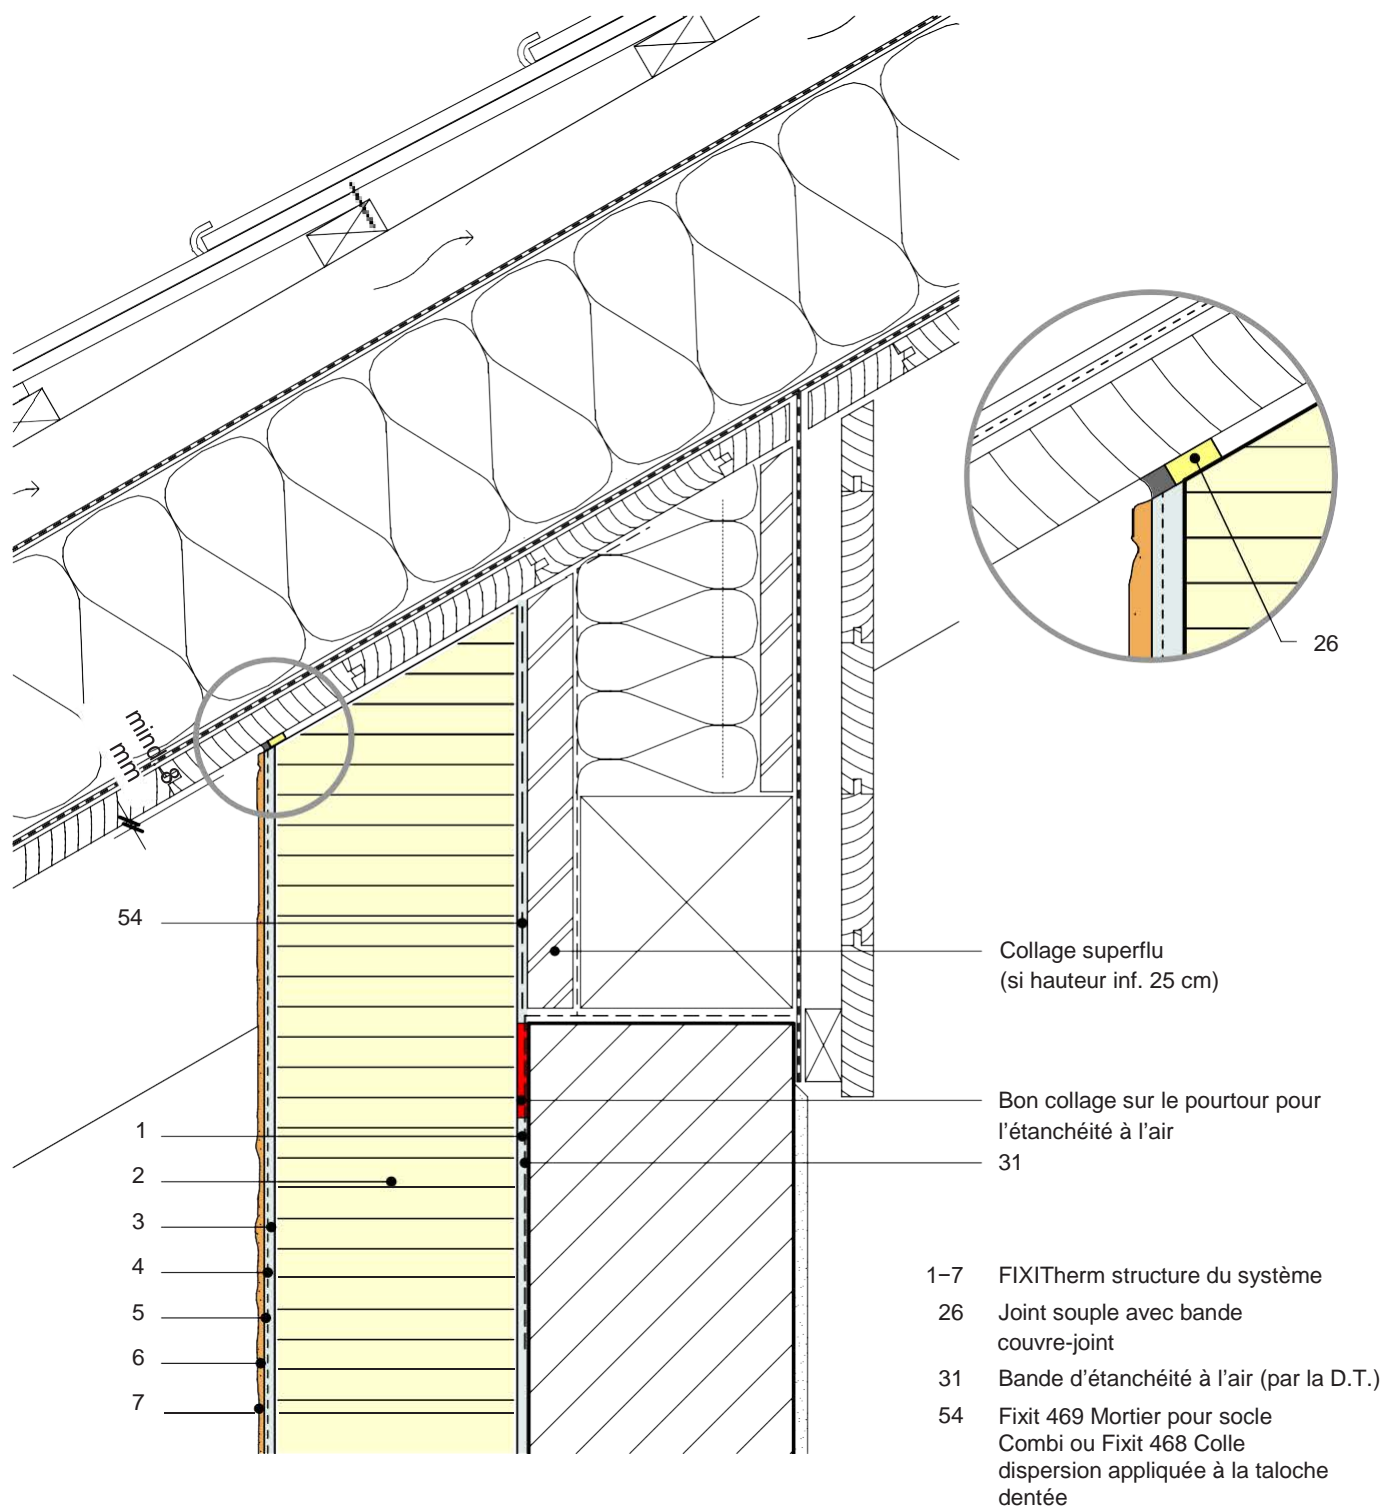 26
min.
mm
54
Collage superflu
(si hauteur inf. 25 cm)
Bon collage sur le pourtour pour
l'étanchéité à l'air
31
1
2
3
4
5
6
7
1–7 FIXITherm structure du système
26 Joint souple avec bande
couvre-joint
31 Bande d'étanchéité à l'air (par la D.T.)
54 Fixit 469 Mortier pour socle
Combi ou Fixit 468 Colle
dispersion appliquée à la taloche
dentée